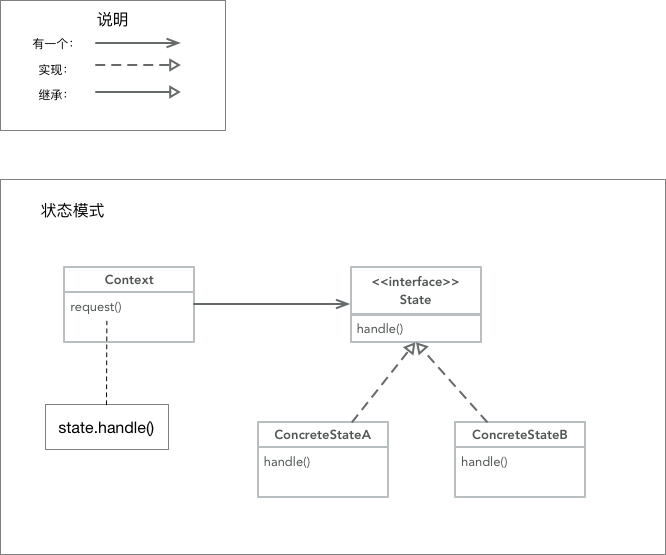 说明
有一个:
实现:
继承:
状态模式
Context
request()
<<interface>>
State
handle()
state.handle()
ConcreteStateA
handle()
ConcreteStateB
handle()